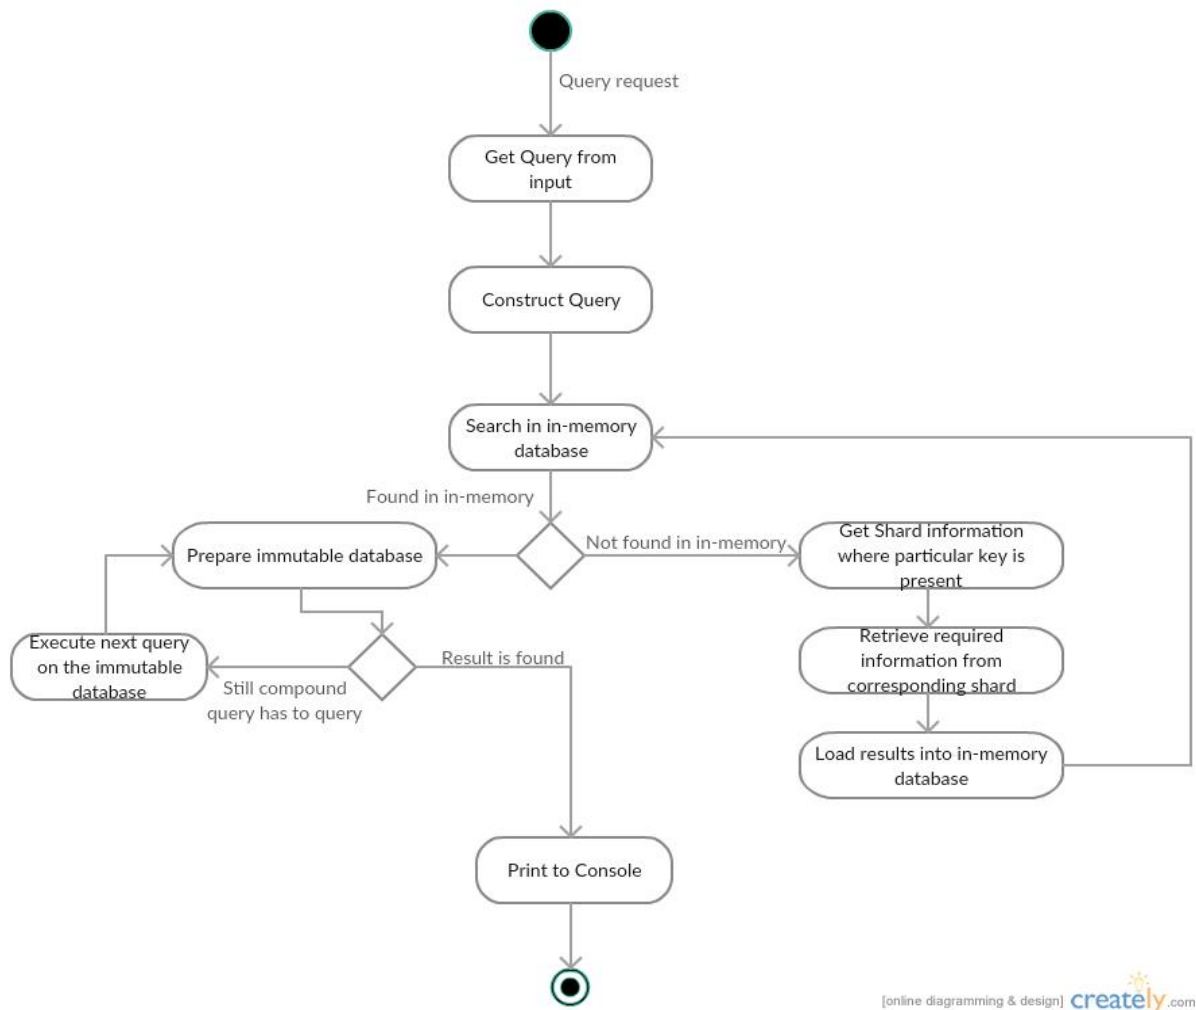 Query request
Get Query from
input
Construct Query
Search in in-memory
database
Found in in-memory
Not found in in-memory
Prepare immutable database
Get Shard information
where particular key is
present
Execute next query
on the immutable
database
Still compound
query has to query
Result is found
Retrieve required
information from
corresponding shard
Load results into in-memory
database
Print to Console
[online diagramming & design] creately.com